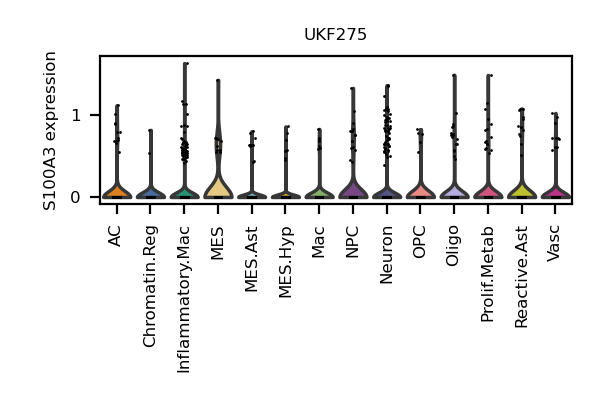 UKF275
S100A3 expression
1
0
AC
Chromatin.Reg
Inflammatory.Mac
MES
MES.Ast
MES.Hyp
Mac
NPC
Neuron
OPC
Oligo
Prolif.Metab
Reactive.Ast
Vasc